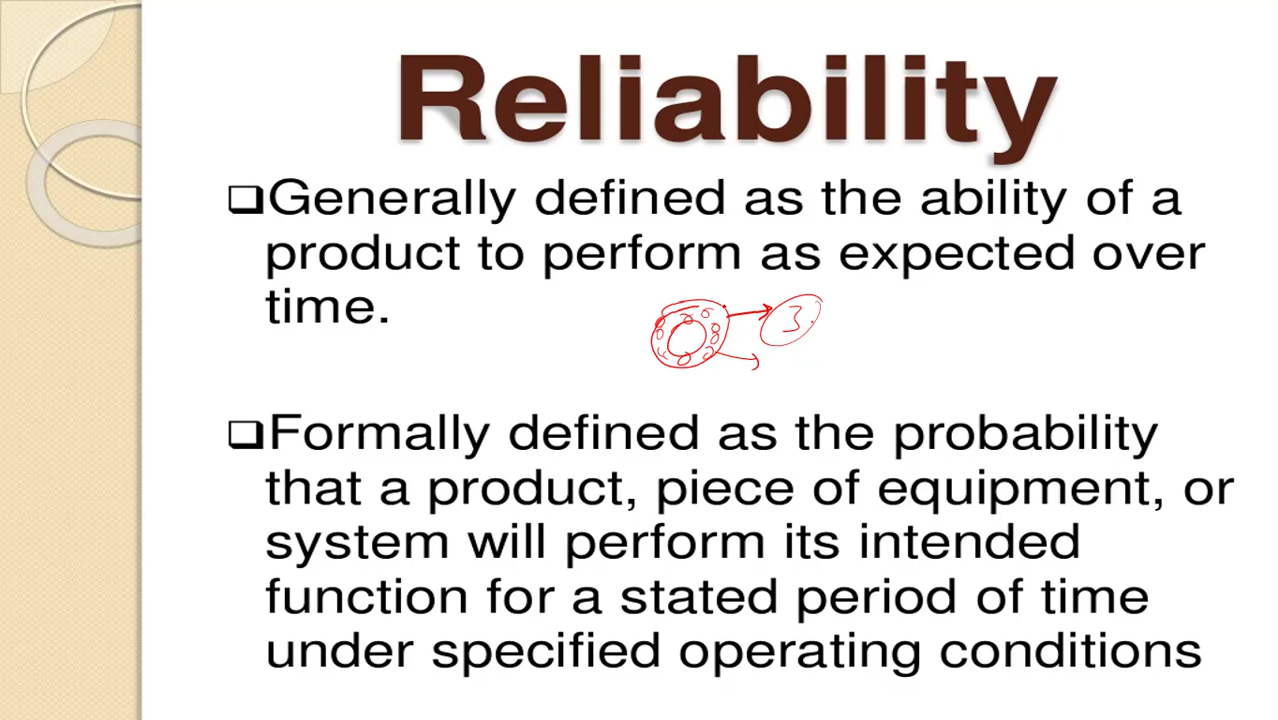 Reliability
❑Generally defined as the ability of a
product to perform as expected over
time.
3
❑Formally defined as the probability
that a product, piece of equipment, or
system will perform its intended
function for a stated period of time
under specified operating conditions